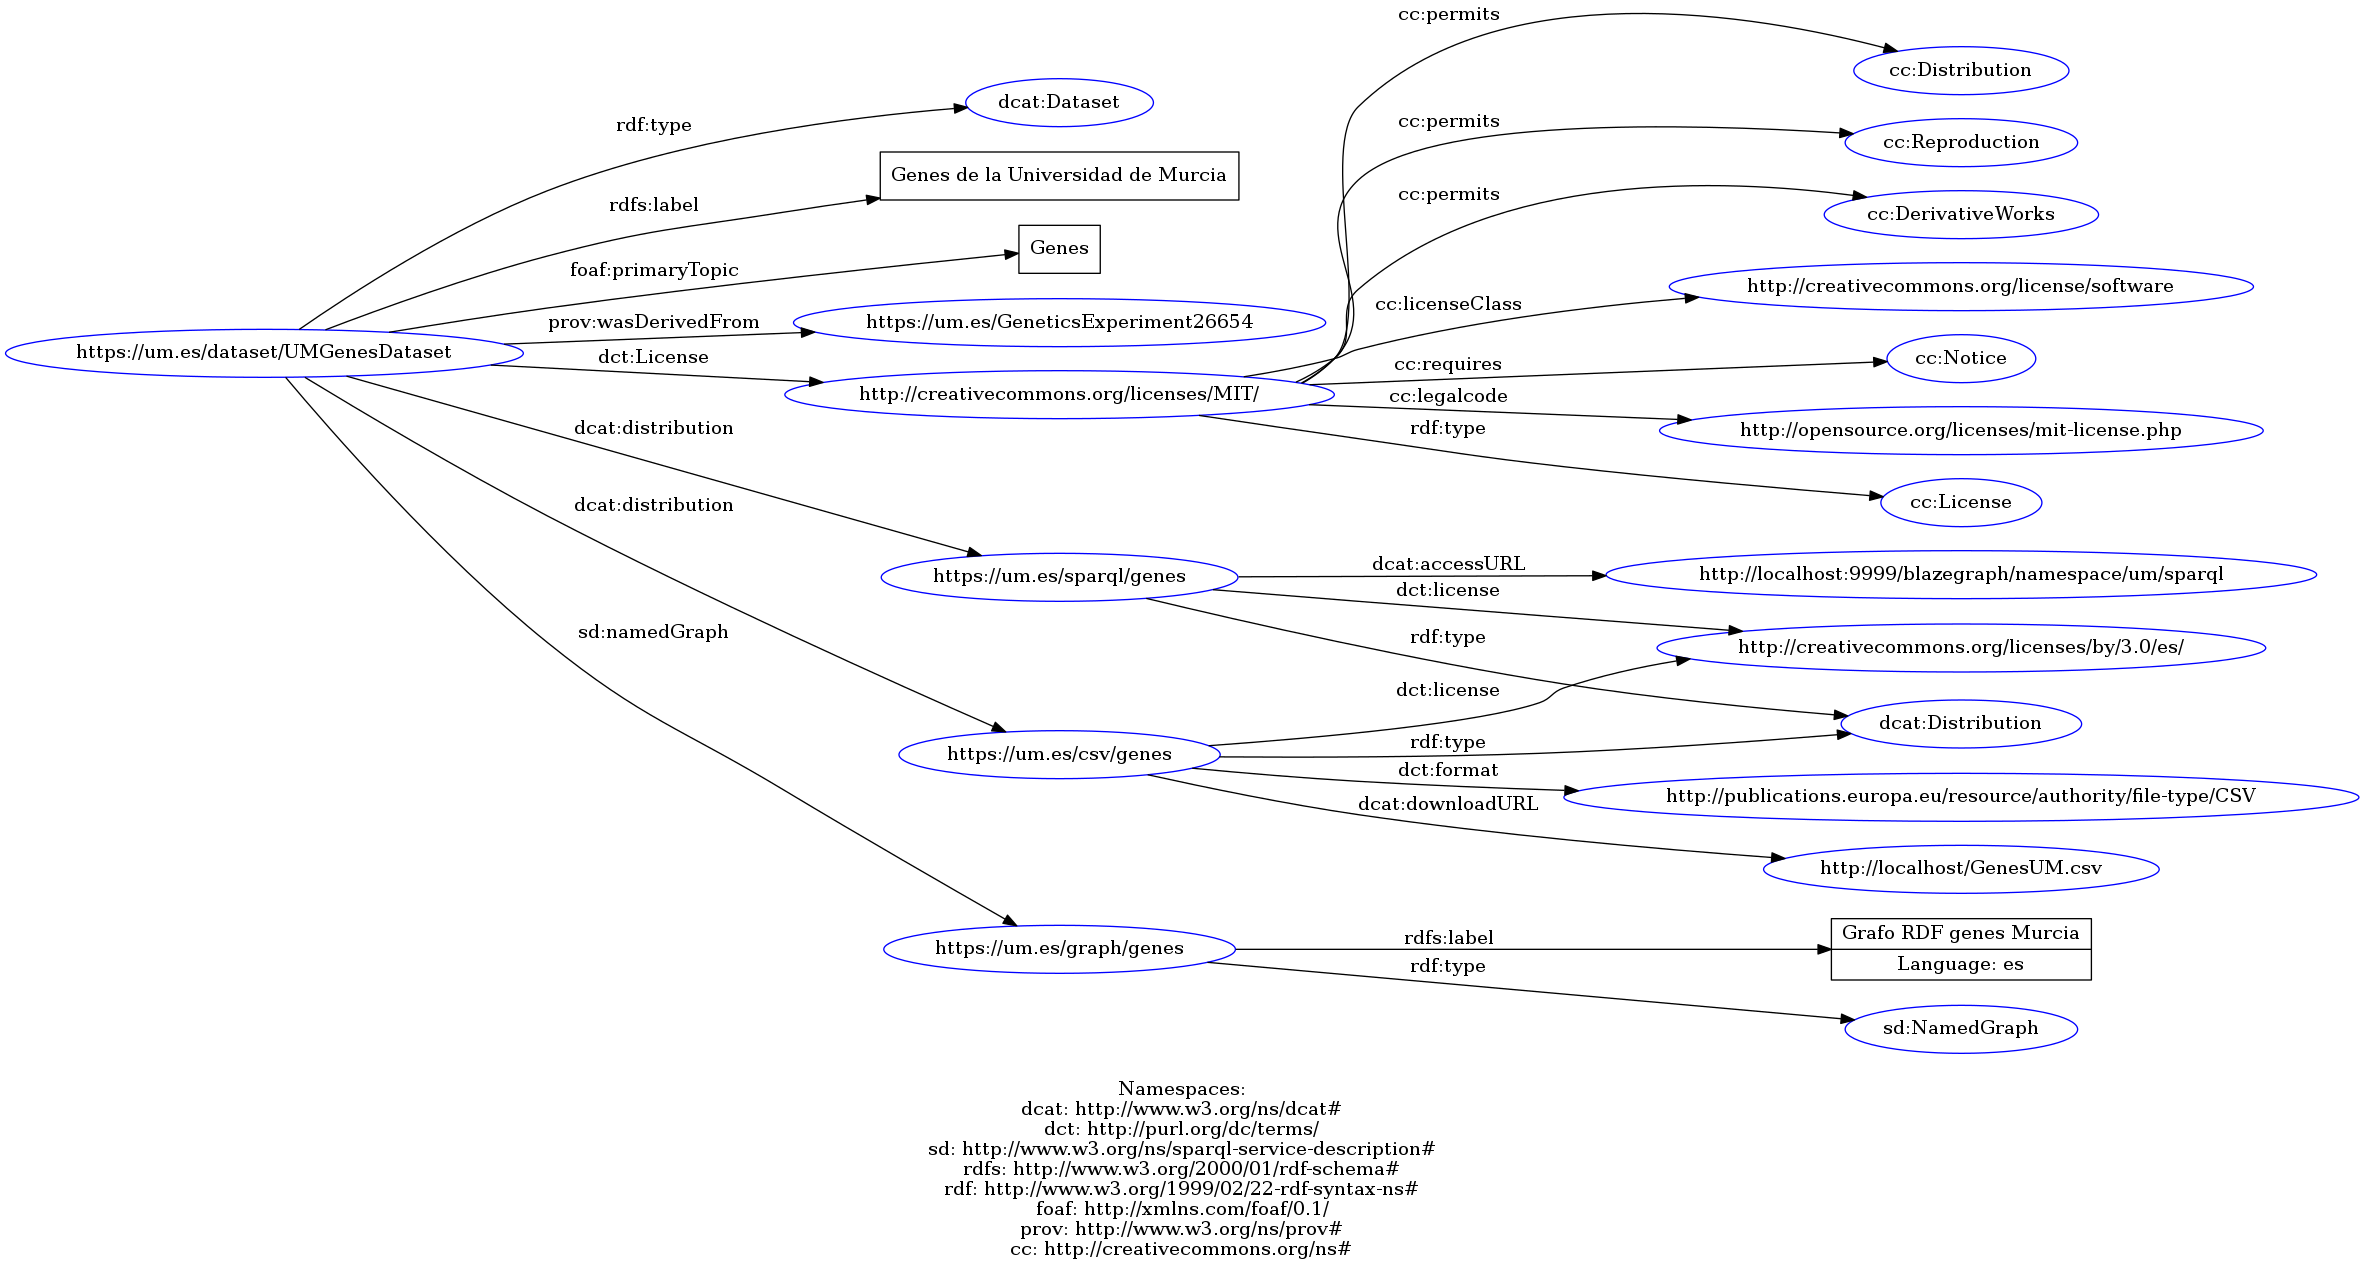 cc:permits
cc:Distribution
dcat:Dataset
rdf:type
cc:permits
cc:Reproduction
Genes de la Universidad de Murcia
rdfs:label
cc:permits
cc:DerivativeWorks
Genes
foaf:primaryTopic
http://creativecommons.org/license/software
cc:licenseClass
prov:wasDerivedFrom
https://um.es/GeneticsExperiment26654
https://um.es/dataset/UMGenesDataset
dct:License
cc:requires
cc:Notice
http://creativecommons.org/licenses/MIT/
cc:legalcode
http://opensource.org/licenses/mit-license.php
dcat:distribution
rdf:type
cc:License
dcat:distribution
dcat:accessURL
https://um.es/sparql/genes
http://localhost:9999/blazegraph/namespace/um/sparql
dct:license
sd:namedGraph
rdf:type
http://creativecommons.org/licenses/by/3.0/es/
dct:license
dcat:Distribution
rdf:type
https://um.es/csv/genes
dct:format
http://publications.europa.eu/resource/authority/file-type/CSV
dcat:downloadURL
http://localhost/GenesUM.csv
https://um.es/graph/genes
rdfs:label
Grafo RDF genes Murcia
Language: es
rdf:type
sd:NamedGraph
Namespaces:
dcat: http://www.w3.org/ns/dcat#
dct: http://purl.org/dc/terms/
sd: http://www.w3.org/ns/sparql-service-description#
rdfs: http://www.w3.org/2000/01/rdf-schema#
rdf: http://www.w3.org/1999/02/22-rdf-syntax-ns#
foaf: http://xmlns.com/foaf/0.1/
prov: http://www.w3.org/ns/prov#
cc: http://creativecommons.org/ns#